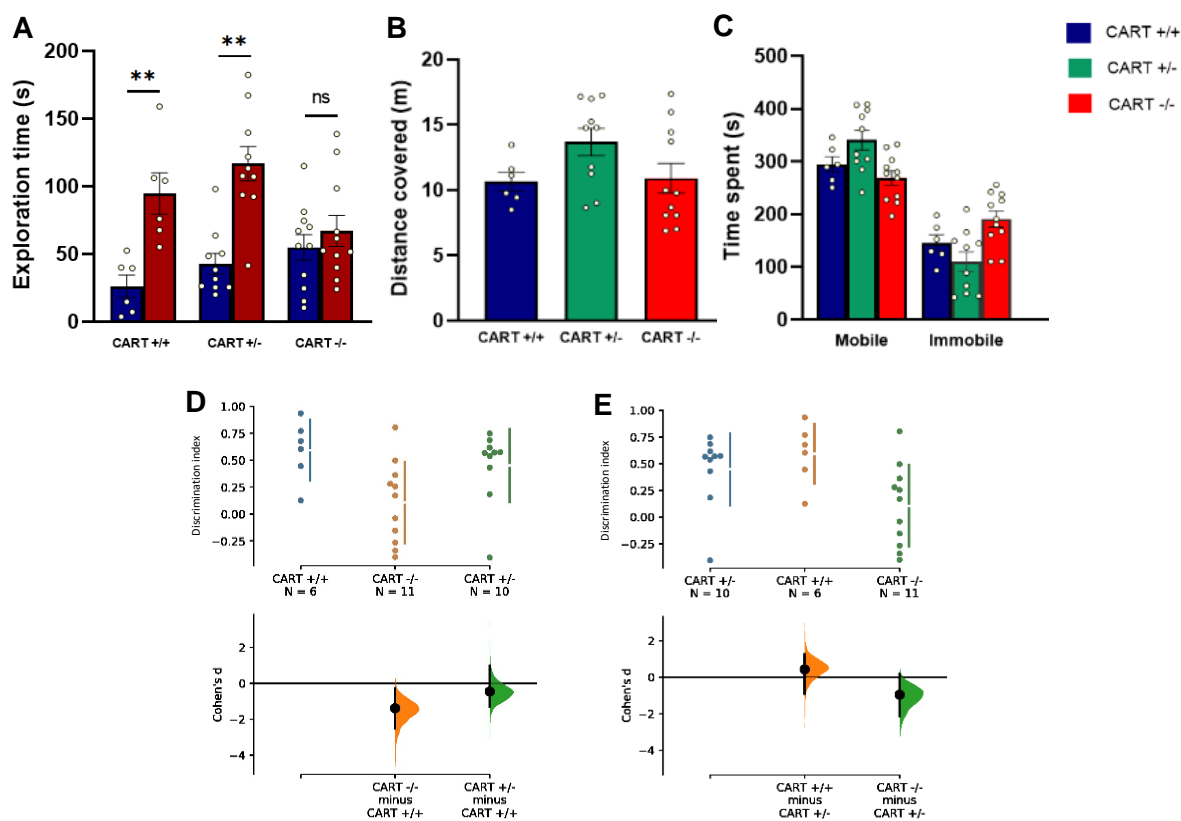 A
Exploration time (s)
200
150
100
50
0
**
**
ns
CART +/+
CART +/-
CART -/-
B
Distance covered (m)
20
15
10
5
0
CART +/+
CART +/-
CART -/-
C
Time spent (s)
500
400
300
200
100
0
Mobile
Immobile
CART +/+
CART +/-
CART -/-
D
Discrimination index
1.00
0.75
0.50
0.25
0.00
−0.25
CART +/+
N = 6
CART -/-
N = 11
CART +/-
N = 10
Cohen's d
2
0
−2
−4
CART -/-
minus
CART +/+
CART +/-
minus
CART +/+
E
Discrimination index
1.00
0.75
0.50
0.25
0.00
−0.25
CART +/-
N = 10
CART +/+
N = 6
CART -/-
N = 11
Cohen's d
2
0
−2
−4
CART +/+
minus
CART +/-
CART -/-
minus
CART +/-